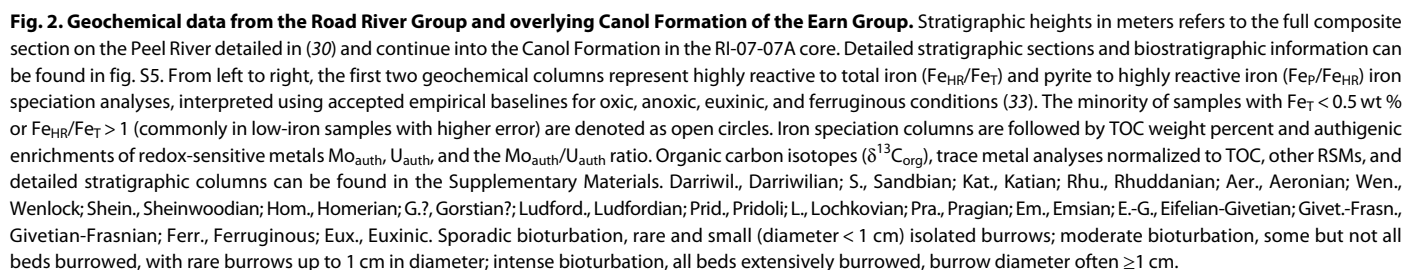 Fig. 2. Geochemical data from the Road River Group and overlying Canol Formation of the Earn Group. Stratigraphic heights in meters refers to the full composite
section on the Peel River detailed in (30) and continue into the Canol Formation in the RI-07-07A core. Detailed stratigraphic sections and biostratigraphic information can
be found in fig. S5. From left to right, the first two geochemical columns represent highly reactive to total iron (FeHR/FeT) and pyrite to highly reactive iron (FeP/FeHR) iron
speciation analyses, interpreted using accepted empirical baselines for oxic, anoxic, euxinic, and ferruginous conditions (33). The minority of samples with FeT < 0.5 wt %
or FeHR/FeT > 1 (commonly in low-iron samples with higher error) are denoted as open circles. Iron speciation columns are followed by TOC weight percent and authigenic
enrichments of redox-sensitive metals Moauth, Uauth, and the Moauth/Uauth ratio. Organic carbon isotopes (δ13Corg), trace metal analyses normalized to TOC, other RSMs, and
detailed stratigraphic columns can be found in the Supplementary Materials. Darriwil., Darriwilian; S., Sandbian; Kat., Katian; Rhu., Rhuddanian; Aer., Aeronian; Wen.,
Wenlock; Shein., Sheinwoodian; Hom., Homerian; G.?, Gorstian?; Ludford., Ludfordian; Prid., Pridoli; L., Lochkovian; Pra., Pragian; Em., Emsian; E.-G., Eifelian-Givetian; Givet.-Frasn.,
Givetian-Frasnian; Ferr., Ferruginous; Eux., Euxinic. Sporadic bioturbation, rare and small (diameter < 1 cm) isolated burrows; moderate bioturbation, some but not all
beds burrowed, with rare burrows up to 1 cm in diameter; intense bioturbation, all beds extensively burrowed, burrow diameter often ≥1 cm.